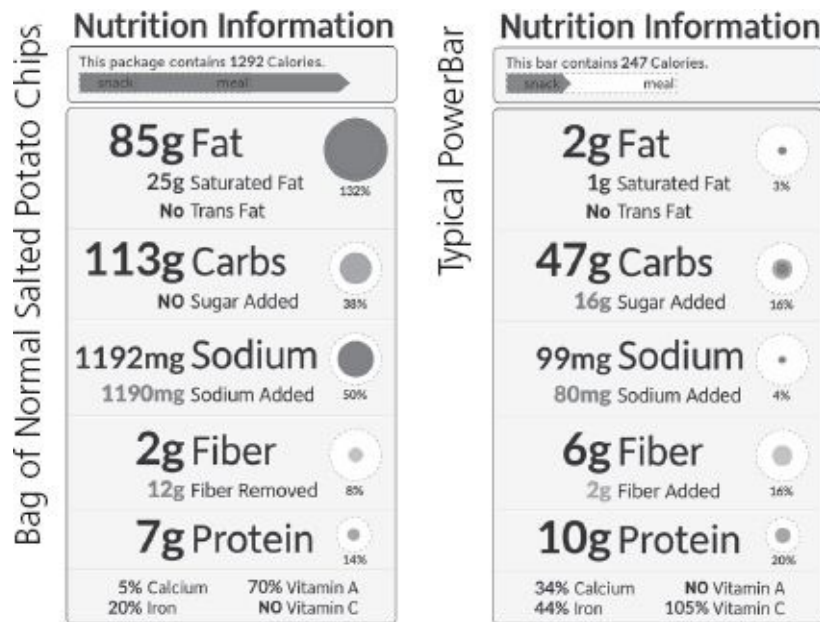 Bag of Normal Salted Potato Chips
Nutrition Information
This package contains 1292 Calories.
snack meal
85g Fat
25g Saturated Fat
No Trans Fat
132%
113g Carbs
NO Sugar Added
38%
1192mg Sodium
1190mg Sodium Added
50%
2g Fiber
12g Fiber Removed
8%
7g Protein
14%
5% Calcium 70% Vitamin A
20% Iron NO Vitamin C
Typical PowerBar
Nutrition Information
This bar contains 247 Calories.
snack meal
2g Fat
1g Saturated Fat
No Trans Fat
3%
47g Carbs
16g Sugar Added
16%
99mg Sodium
80mg Sodium Added
4%
6g Fiber
2g Fiber Added
16%
10g Protein
20%
34% Calcium NO Vitamin A
44% Iron 105% Vitamin C